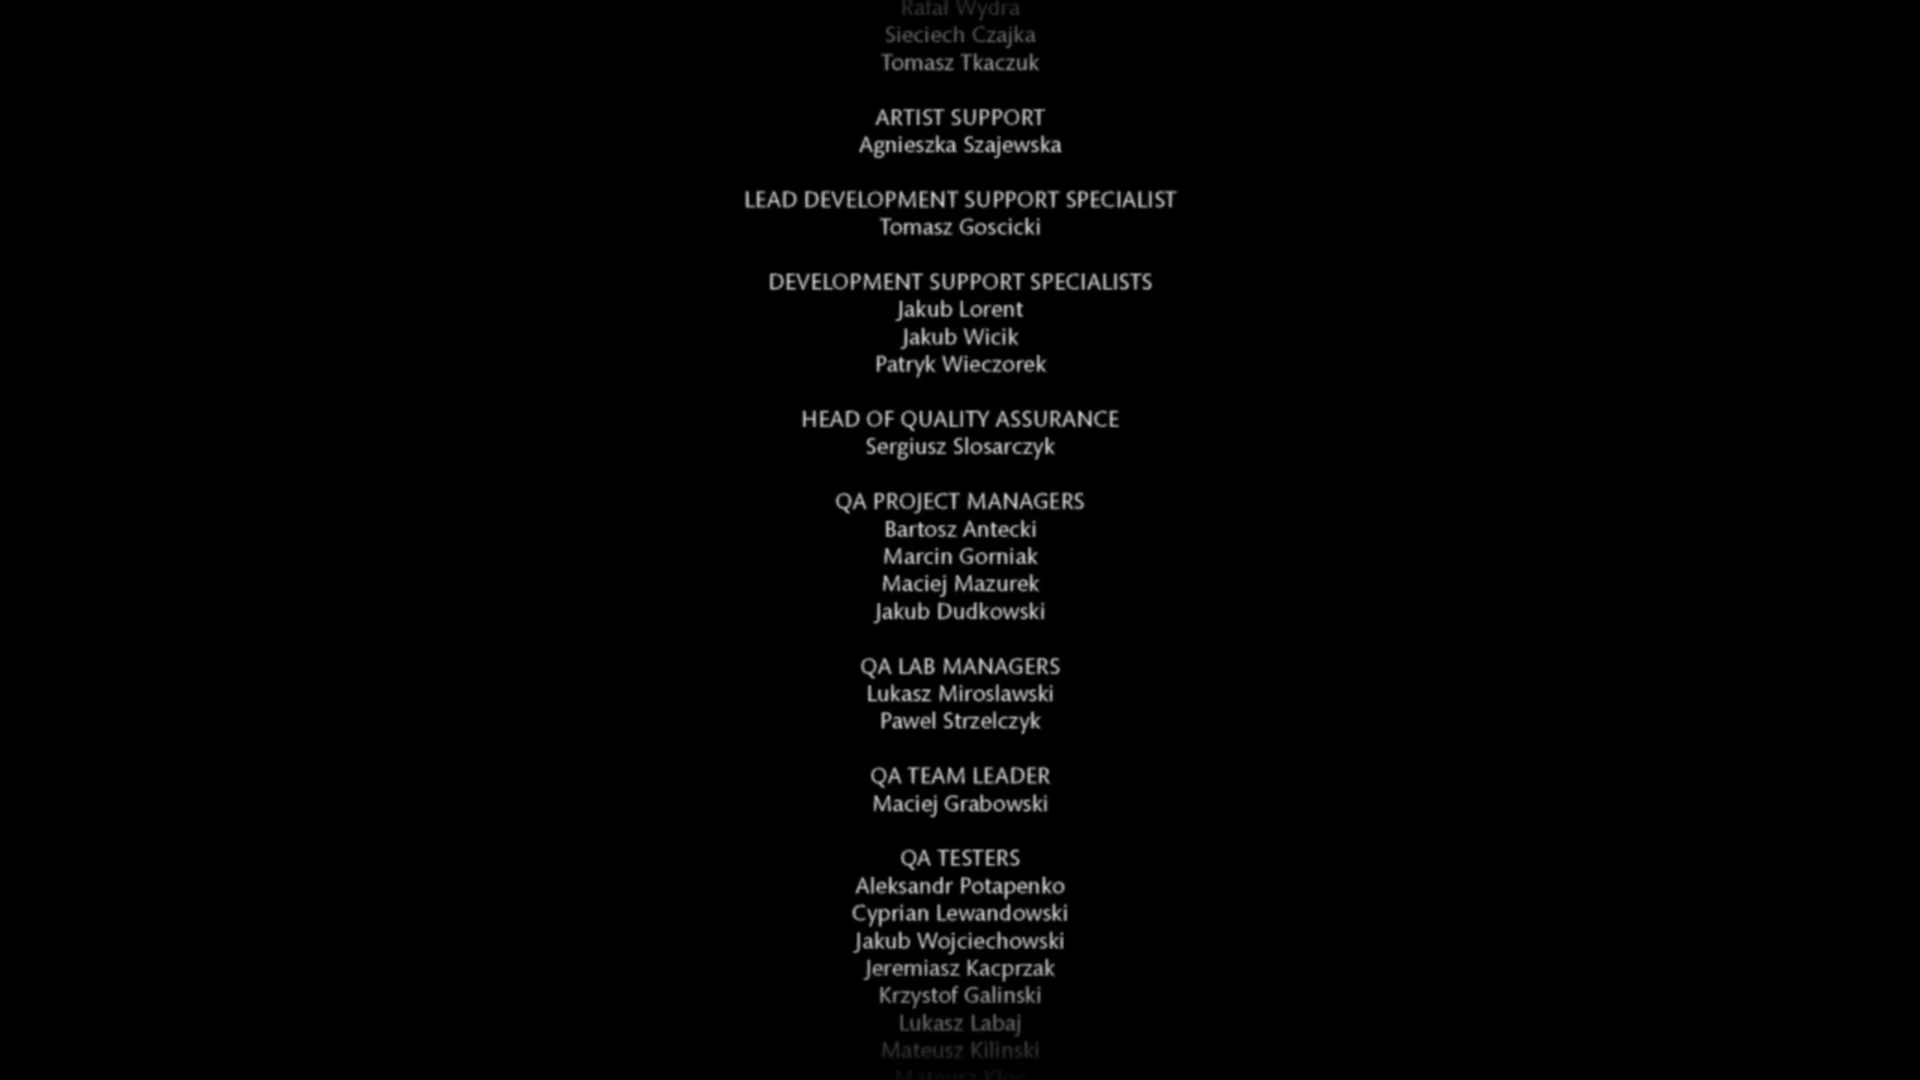 Rafał Wydra
Sieciech Czajka
Tomasz Tkaczuk
ARTIST SUPPORT
Agnieszka Szajewska
LEAD DEVELOPMENT SUPPORT SPECIALIST
Tomasz Goscicki
DEVELOPMENT SUPPORT SPECIALISTS
Jakub Lorent
Jakub Wicik
Patryk Wieczorek
HEAD OF QUALITY ASSURANCE
Sergiusz Slosarczyk
QA PROJECT MANAGERS
Bartosz Antecki
Marcin Gorniak
Maciej Mazurek
Jakub Dudkowski
QA LAB MANAGERS
Lukasz Miroslawski
Pawel Strzelczyk
QA TEAM LEADER
Maciej Grabowski
QA TESTERS
Aleksandr Potapenko
Cyprian Lewandowski
Jakub Wojciechowski
Jeremiasz Kacprzak
Krzystof Galinski
Lukasz Labaj
Mateusz Kilinski
Mateusz